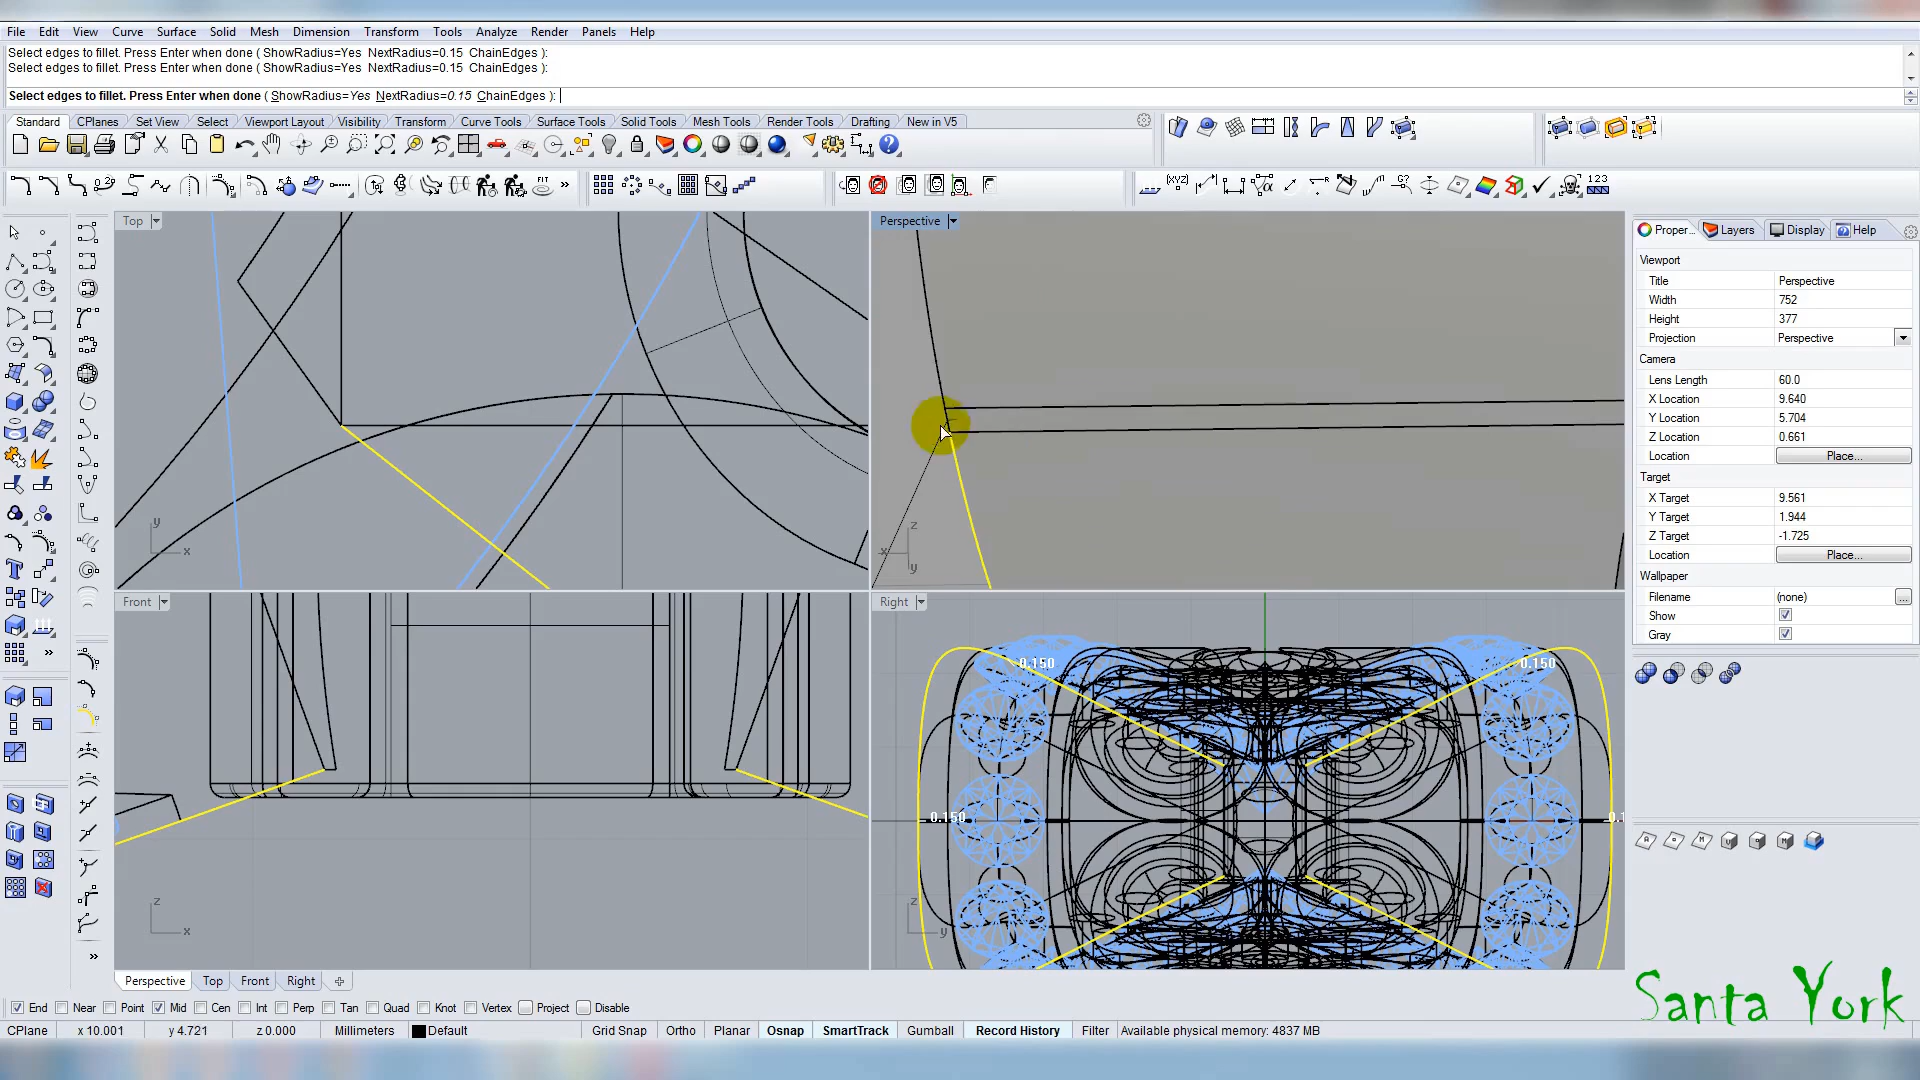 File Edit View Curve Surface Solid Mesh Dimension Transform Tools Analyze Render Panels Help
Select edges to fillet. Press Enter when done ( ShowRadius=Yes NextRadius=0.15 ChainEdges ):
Select edges to fillet. Press Enter when done ( ShowRadius=Yes NextRadius=0.15 ChainEdges ):
Select edges to fillet. Press Enter when done ( ShowRadius=Yes NextRadius=0.15 ChainEdges ):
Standard CPlanes Set View Select Viewport Layout Visibility Transform Curve Tools Surface Tools Solid Tools Mesh Tools Render Tools Drafting New in V5
Top
Perspective
Front
Right
y
x
z
x
y
z
x
z
y
0.150
0.150
0.150
0.1
Proper... Layers Display Help
Viewport
Title Perspective
Width 752
Height 377
Projection Perspective
Camera
Lens Length 60.0
X Location 9.640
Y Location 5.704
Z Location 0.661
Location Place...
Target
X Target 9.561
Y Target 1.944
Z Target -1.725
Location Place...
Wallpaper
Filename (none) ...
Show
Gray
Perspective Top Front Right
End Near Point Mid Cen Int Perp Tan Quad Knot Vertex Project Disable
CPlane x 10.001 y 4.721 z 0.000 Millimeters Default Grid Snap Ortho Planar Osnap SmartTrack Gumball Record History Filter Available physical memory: 4837 MB
Santa York